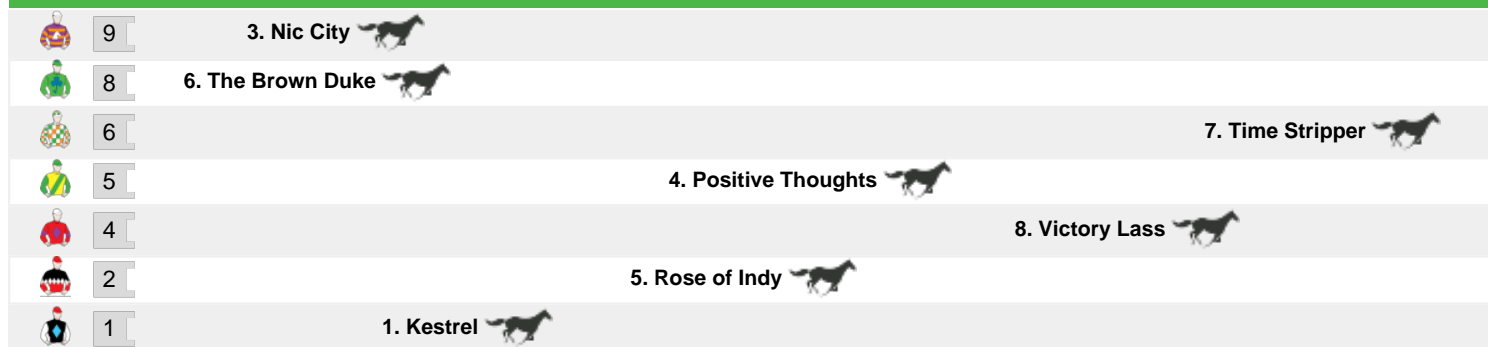 9 3. Nic City
8 6. The Brown Duke
6 7. Time Stripper
5 4. Positive Thoughts
4 8. Victory Lass
2 5. Rose of Indy
1 1. Kestrel